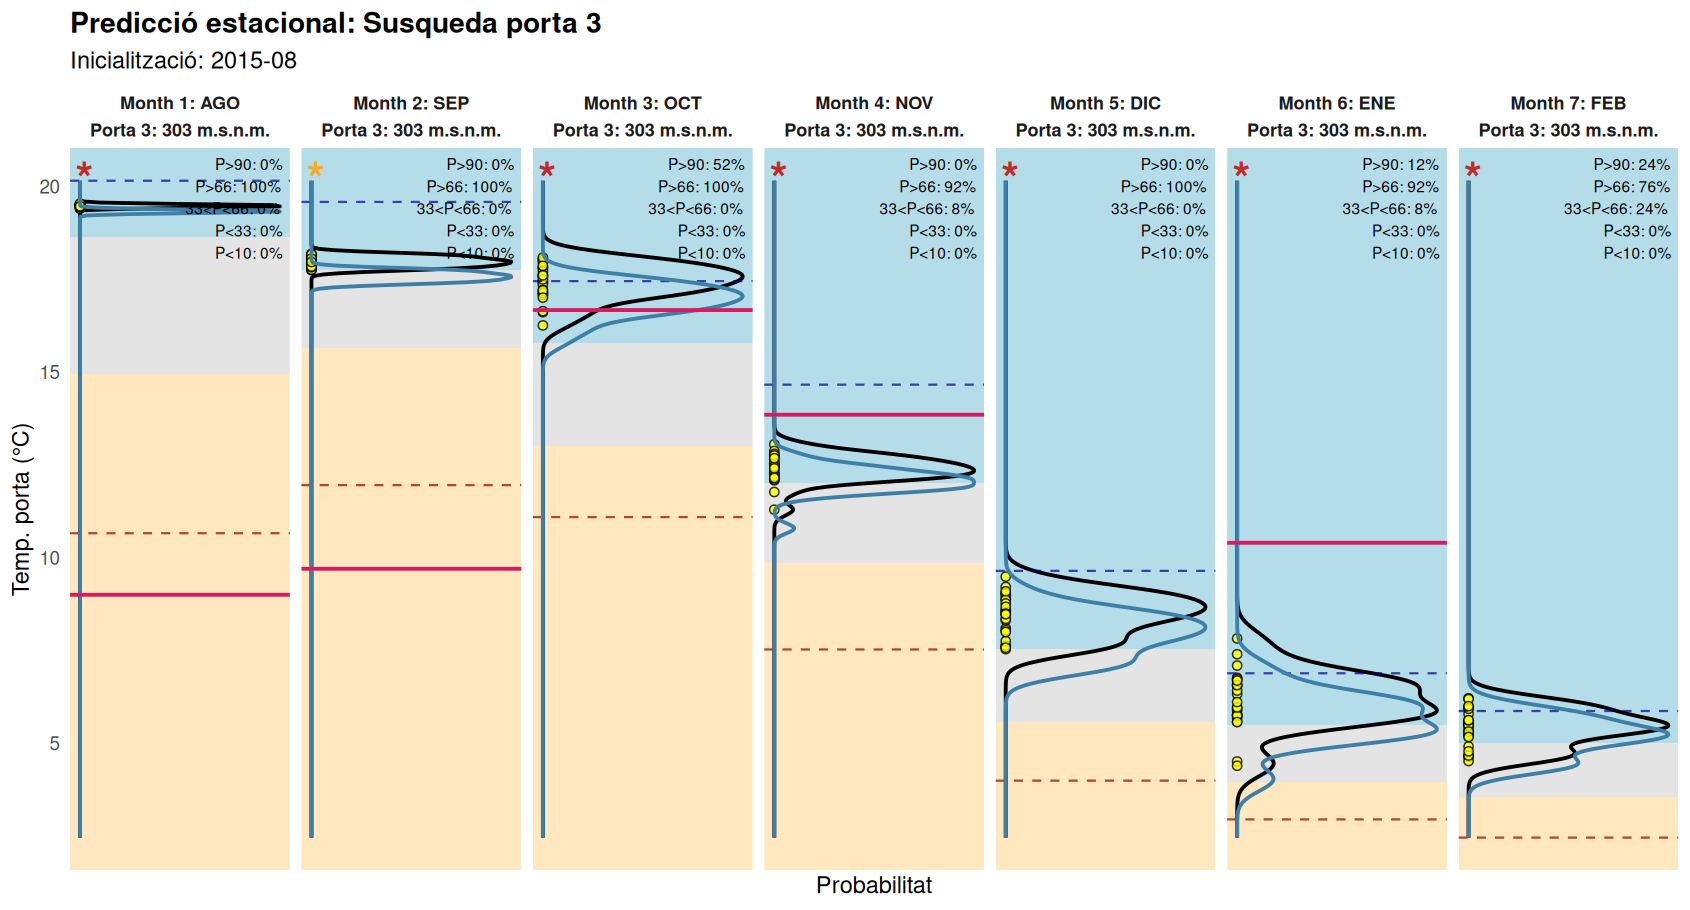 Predicció estacional: Susqueda porta 3
Inicialització: 2015-08
Month 1: AGO
Porta 3: 303 m.s.n.m.
Month 2: SEP
Porta 3: 303 m.s.n.m.
Month 3: OCT
Porta 3: 303 m.s.n.m.
Month 4: NOV
Porta 3: 303 m.s.n.m.
Month 5: DIC
Porta 3: 303 m.s.n.m.
Month 6: ENE
Porta 3: 303 m.s.n.m.
Month 7: FEB
Porta 3: 303 m.s.n.m.
*
P>90: 0%
P>66: 100%
33<P<66: 0%
P<33: 0%
P<10: 0%
*
P>90: 0%
P>66: 100%
33<P<66: 0%
P<33: 0%
P<10: 0%
*
P>90: 52%
P>66: 100%
33<P<66: 0%
P<33: 0%
P<10: 0%
*
P>90: 0%
P>66: 92%
33<P<66: 8%
P<33: 0%
P<10: 0%
*
P>90: 0%
P>66: 100%
33<P<66: 0%
P<33: 0%
P<10: 0%
*
P>90: 12%
P>66: 92%
33<P<66: 8%
P<33: 0%
P<10: 0%
*
P>90: 24%
P>66: 76%
33<P<66: 24%
P<33: 0%
P<10: 0%
20
15
10
5
Temp. porta (°C)
Probabilitat